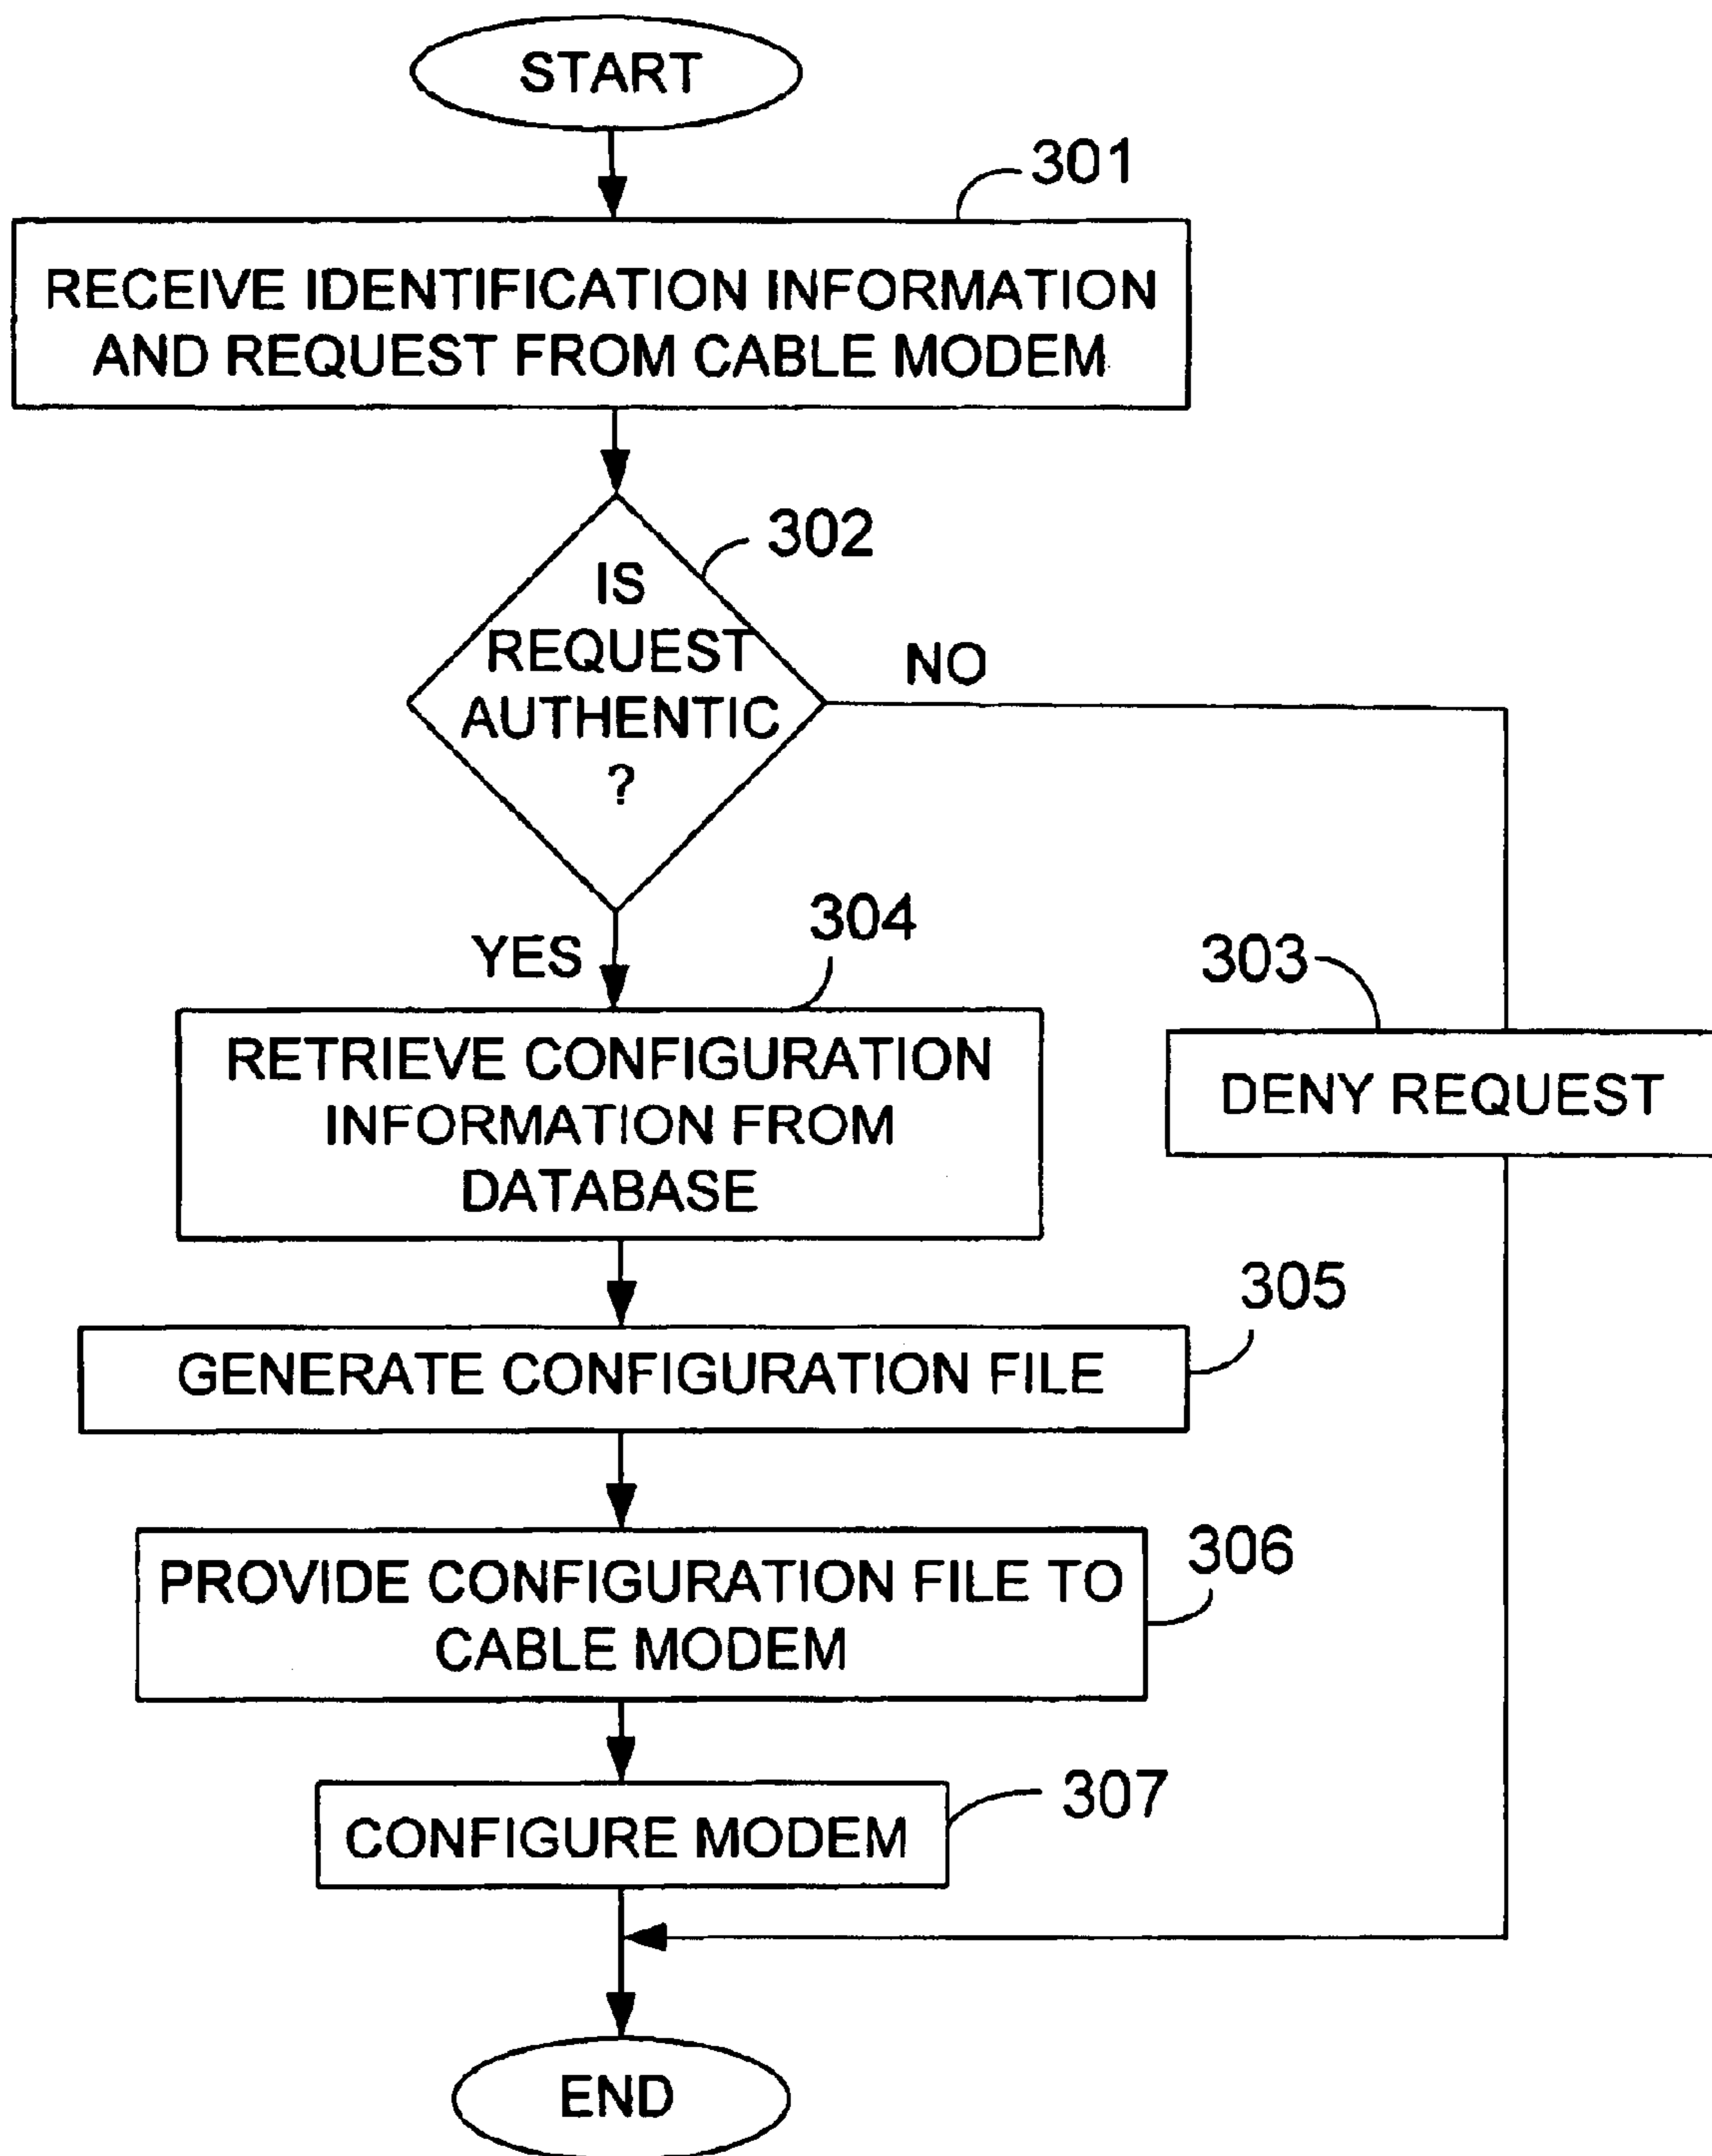 START
301
RECEIVE IDENTIFICATION INFORMATION
AND REQUEST FROM CABLE MODEM
302
IS
REQUEST
AUTHENTIC
?
NO
YES
304
303
RETRIEVE CONFIGURATION
INFORMATION FROM
DATABASE
DENY REQUEST
305
GENERATE CONFIGURATION FILE
306
PROVIDE CONFIGURATION FILE TO
CABLE MODEM
307
CONFIGURE MODEM
END